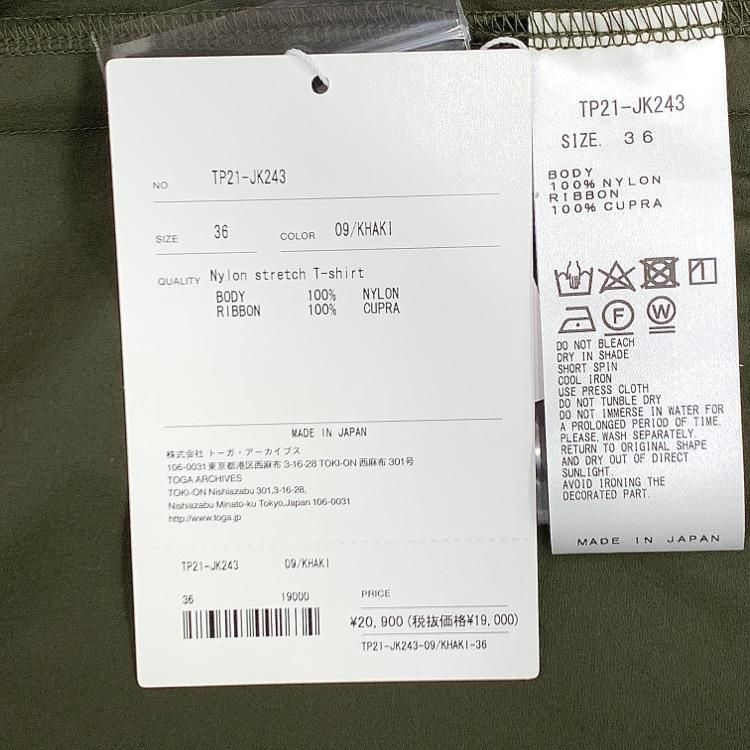 NO TP21-JK243
SIZE 36 COLOR 09/KHAKI
QUALITY Nylon stretch T-shirt
BODY 100% NYLON
RIBBON 100% CUPRA
MADE IN JAPAN
株式会社 トーガ・アーカイブス
106-0031東京都港区西麻布 3-16-28 TOKI-ON 西麻布 301号
TOGA ARCHIVES
TOKI-ON Nishiazabu 301,3-16-28,
Nishiazabu Minato-ku Tokyo,Japan 106-0031
http://www.toga.jp
TP21-JK243 09/KHAKI
36 19000
PRICE
¥20,900(税抜価格¥19,000)
TP21-JK243-09/KHAKI-36
TP21-JK243
SIZE. 36
BODY
100% NYLON
RIBBON
100% CUPRA
F W
DO NOT BLEACH
DRY IN SHADE
SHORT SPIN
COOL IRON
USE PRESS CLOTH
DO NOT TUMBLE DRY
DO NOT IMMERSE IN WATER FOR
A PROLONGED PERIOD OF TIME.
PLEASE WASH SEPARATELY.
RETURN TO ORIGINAL SHAPE
AND DRY OUT OF DIRECT
SUNLIGHT.
AVOID IRONING THE
DECORATED PART.
MADE IN JAPAN